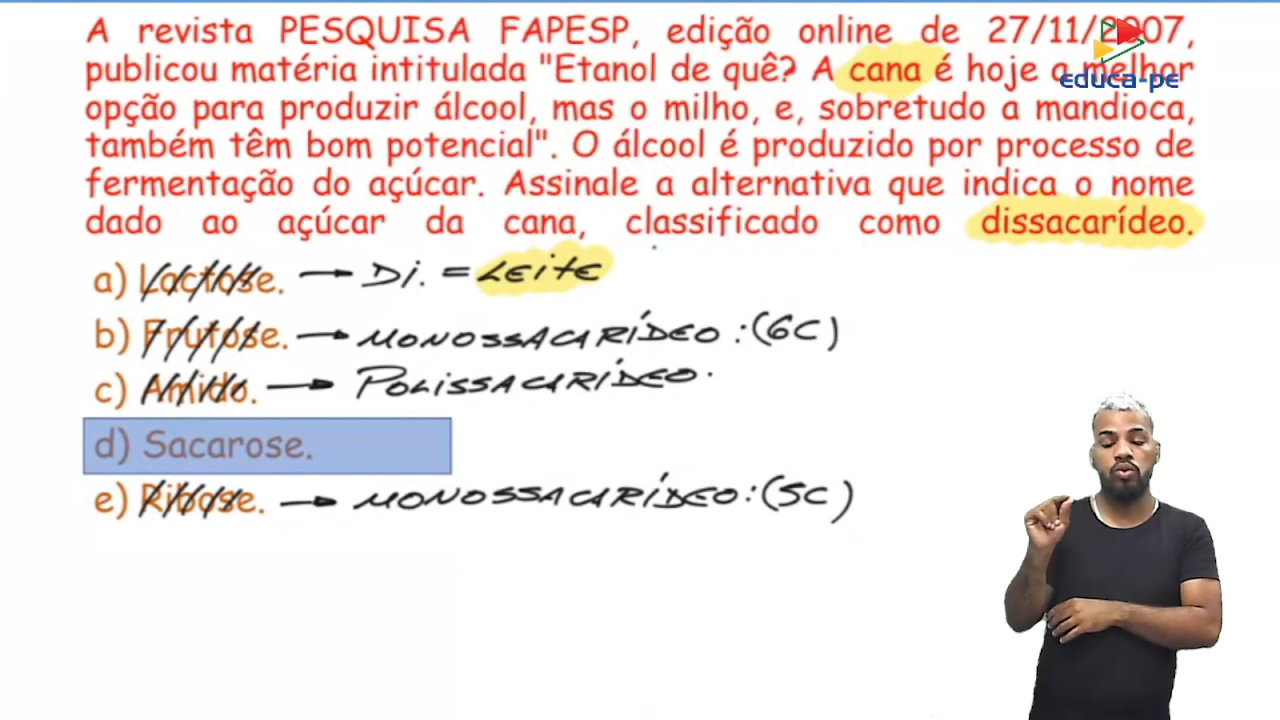 A revista PESQUISA FAPESP, edição online de 27/11/2007,
publicou matéria intitulada "Etanol de quê? A cana é hoje a melhor
educa-pe
opção para produzir álcool, mas o milho, e, sobretudo a mandioca,
também têm bom potencial". O álcool é produzido por processo de
fermentação do açúcar. Assinale a alternativa que indica o nome
dado ao açúcar da cana, classificado como dissacarídeo.
a) Lactose. → Di. = LEITE
b) Frutose. → MONOSSACARÍDEO: (6C)
c) Amido. → POLISSACARÍDEO.
d) Sacarose.
e) Ribose. → MONOSSACARÍDEO: (5C)